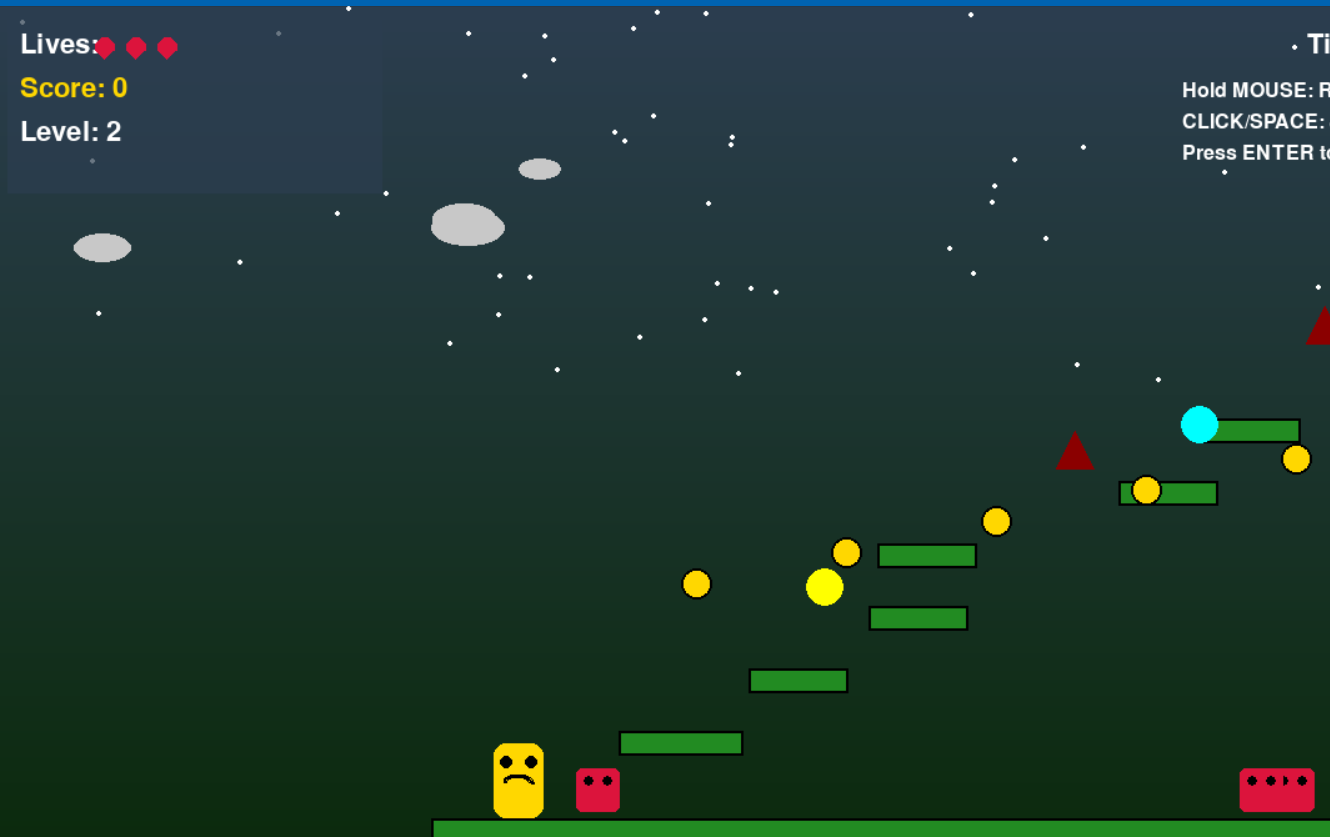 Lives:
Score: 0
Level: 2
Hold MOUSE:
CLICK/SPACE:
Press ENTER